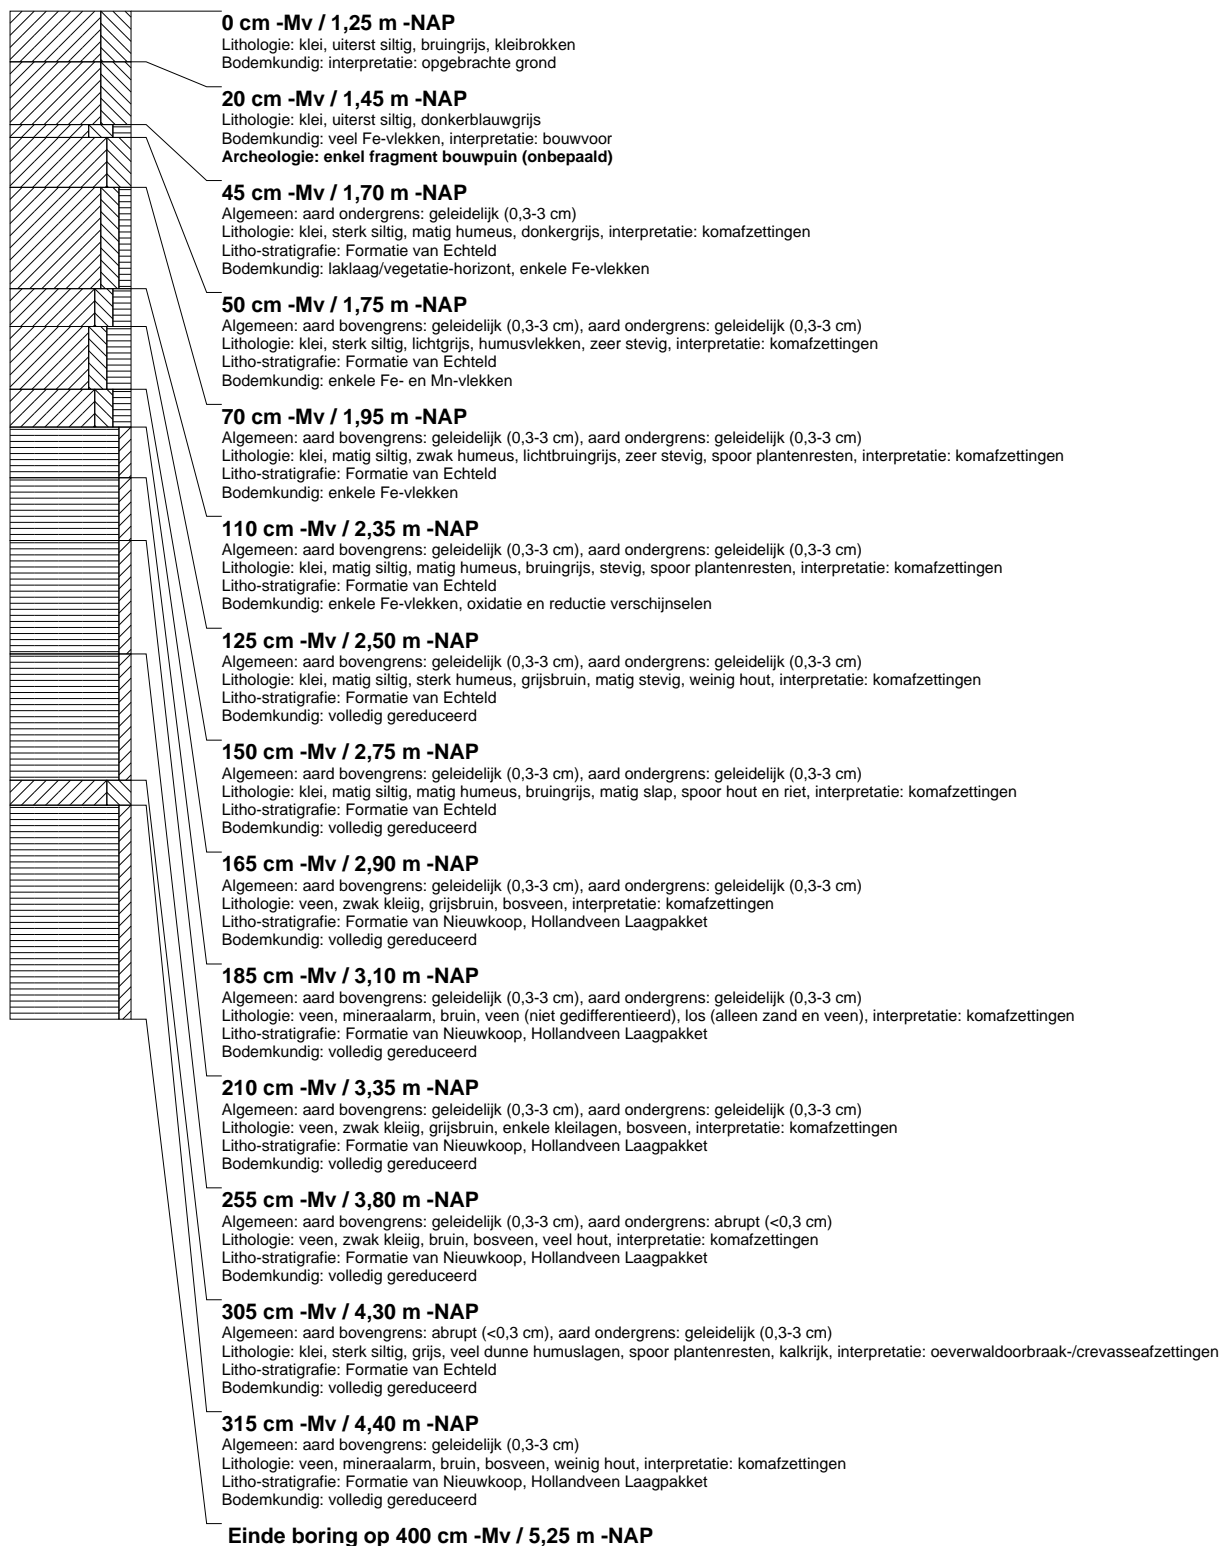 0 cm -Mv / 1,25 m -NAP
Lithologie: klei, uiterst siltig, bruingrijs, kleibrokken
Bodemkundig: interpretatie: opgebrachte grond
20 cm -Mv / 1,45 m -NAP
Lithologie: klei, uiterst siltig, donkerblauwgrijs
Bodemkundig: veel Fe-vlekken, interpretatie: bouwvoor
Archeologie: enkel fragment bouwpuin (onbepaald)
45 cm -Mv / 1,70 m -NAP
Algemeen: aard ondergrens: geleidelijk (0,3-3 cm)
Lithologie: klei, sterk siltig, matig humeus, donkergrijs, interpretatie: komafzettingen
Litho-stratigrafie: Formatie van Echteld
Bodemkundig: laklaag/vegetatie-horizont, enkele Fe-vlekken
50 cm -Mv / 1,75 m -NAP
Algemeen: aard bovengrens: geleidelijk (0,3-3 cm), aard ondergrens: geleidelijk (0,3-3 cm)
Lithologie: klei, sterk siltig, lichtgrijs, humusvlekken, zeer stevig, interpretatie: komafzettingen
Litho-stratigrafie: Formatie van Echteld
Bodemkundig: enkele Fe- en Mn-vlekken
70 cm -Mv / 1,95 m -NAP
Algemeen: aard bovengrens: geleidelijk (0,3-3 cm), aard ondergrens: geleidelijk (0,3-3 cm)
Lithologie: klei, matig siltig, zwak humeus, lichtbruingrijs, zeer stevig, spoor plantenresten, interpretatie: komafzettingen
Litho-stratigrafie: Formatie van Echteld
Bodemkundig: enkele Fe-vlekken
110 cm -Mv / 2,35 m -NAP
Algemeen: aard bovengrens: geleidelijk (0,3-3 cm), aard ondergrens: geleidelijk (0,3-3 cm)
Lithologie: klei, matig siltig, matig humeus, bruingrijs, stevig, spoor plantenresten, interpretatie: komafzettingen
Litho-stratigrafie: Formatie van Echteld
Bodemkundig: enkele Fe-vlekken, oxidatie en reductie verschijnselen
125 cm -Mv / 2,50 m -NAP
Algemeen: aard bovengrens: geleidelijk (0,3-3 cm), aard ondergrens: geleidelijk (0,3-3 cm)
Lithologie: klei, matig siltig, sterk humeus, grijsbruin, matig stevig, weinig hout, interpretatie: komafzettingen
Litho-stratigrafie: Formatie van Echteld
Bodemkundig: volledig gereduceerd
150 cm -Mv / 2,75 m -NAP
Algemeen: aard bovengrens: geleidelijk (0,3-3 cm), aard ondergrens: geleidelijk (0,3-3 cm)
Lithologie: klei, matig siltig, matig humeus, bruingrijs, matig slap, spoor hout en riet, interpretatie: komafzettingen
Litho-stratigrafie: Formatie van Echteld
Bodemkundig: volledig gereduceerd
165 cm -Mv / 2,90 m -NAP
Algemeen: aard bovengrens: geleidelijk (0,3-3 cm), aard ondergrens: geleidelijk (0,3-3 cm)
Lithologie: veen, zwak kleiig, grijsbruin, bosveen, interpretatie: komafzettingen
Litho-stratigrafie: Formatie van Nieuwkoop, Hollandveen Laagpakket
Bodemkundig: volledig gereduceerd
185 cm -Mv / 3,10 m -NAP
Algemeen: aard bovengrens: geleidelijk (0,3-3 cm), aard ondergrens: geleidelijk (0,3-3 cm)
Lithologie: veen, mineraalarm, bruin, veen (niet gedifferentieerd), los (alleen zand en veen), interpretatie: komafzettingen
Litho-stratigrafie: Formatie van Nieuwkoop, Hollandveen Laagpakket
Bodemkundig: volledig gereduceerd
210 cm -Mv / 3,35 m -NAP
Algemeen: aard bovengrens: geleidelijk (0,3-3 cm), aard ondergrens: geleidelijk (0,3-3 cm)
Lithologie: veen, zwak kleiig, grijsbruin, enkele kleilagen, bosveen, interpretatie: komafzettingen
Litho-stratigrafie: Formatie van Nieuwkoop, Hollandveen Laagpakket
Bodemkundig: volledig gereduceerd
255 cm -Mv / 3,80 m -NAP
Algemeen: aard bovengrens: geleidelijk (0,3-3 cm), aard ondergrens: abrupt (<0,3 cm)
Lithologie: veen, zwak kleiig, bruin, bosveen, veel hout, interpretatie: komafzettingen
Litho-stratigrafie: Formatie van Nieuwkoop, Hollandveen Laagpakket
Bodemkundig: volledig gereduceerd
305 cm -Mv / 4,30 m -NAP
Algemeen: aard bovengrens: abrupt (<0,3 cm), aard ondergrens: geleidelijk (0,3-3 cm)
Lithologie: klei, sterk siltig, grijs, veel dunne humuslagen, spoor plantenresten, kalkrijk, interpretatie: oeverwaldoorbraak-/crevasseafzettingen
Litho-stratigrafie: Formatie van Echteld
Bodemkundig: volledig gereduceerd
315 cm -Mv / 4,40 m -NAP
Algemeen: aard bovengrens: geleidelijk (0,3-3 cm)
Lithologie: veen, mineraalarm, bruin, bosveen, weinig hout, interpretatie: komafzettingen
Litho-stratigrafie: Formatie van Nieuwkoop, Hollandveen Laagpakket
Bodemkundig: volledig gereduceerd
Einde boring op 400 cm -Mv / 5,25 m -NAP